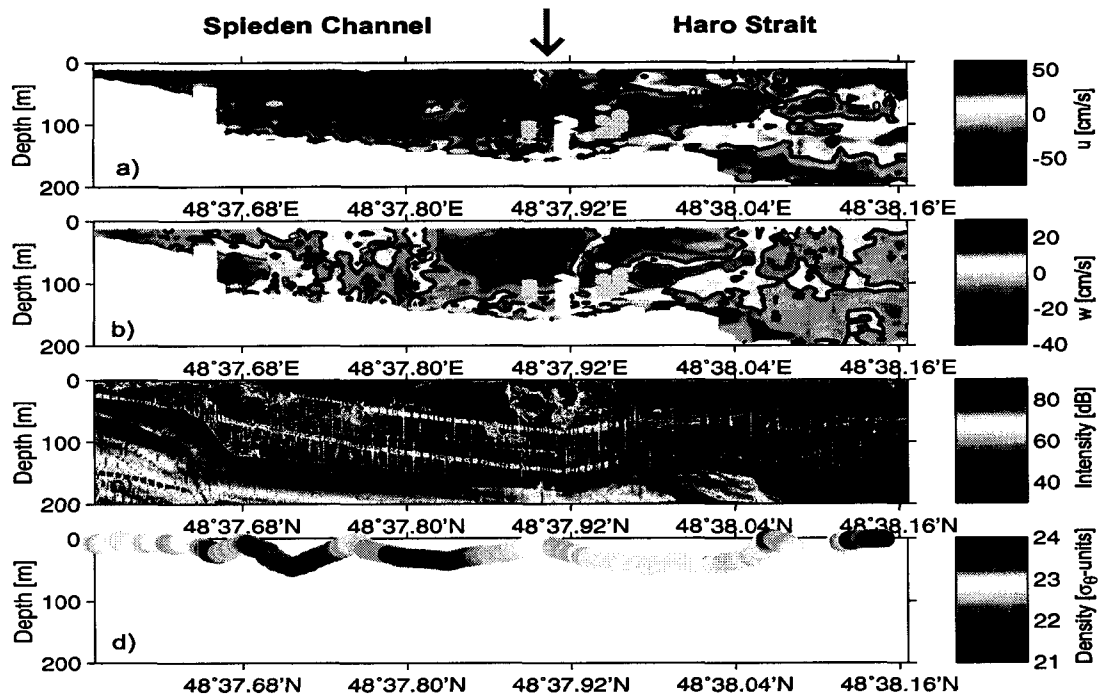 Spieden Channel
Haro Strait
0
100
200
Depth [m]
a)
50
0
-50
u [cm/s]
48°37.68'E 48°37.80'E 48°37.92'E 48°38.04'E 48°38.16'E
0
100
200
Depth [m]
b)
20
0
-20
-40
w [cm/s]
48°37.68'E 48°37.80'E 48°37.92'E 48°38.04'E 48°38.16'E
0
100
200
Depth [m]
80
60
40
Intensity [dB]
48°37.68'N 48°37.80'N 48°37.92'N 48°38.04'N 48°38.16'N
0
100
200
Depth [m]
d)
24
23
22
21
Density [σθ-units]
48°37.68'N 48°37.80'N 48°37.92'N 48°38.04'N 48°38.16'N